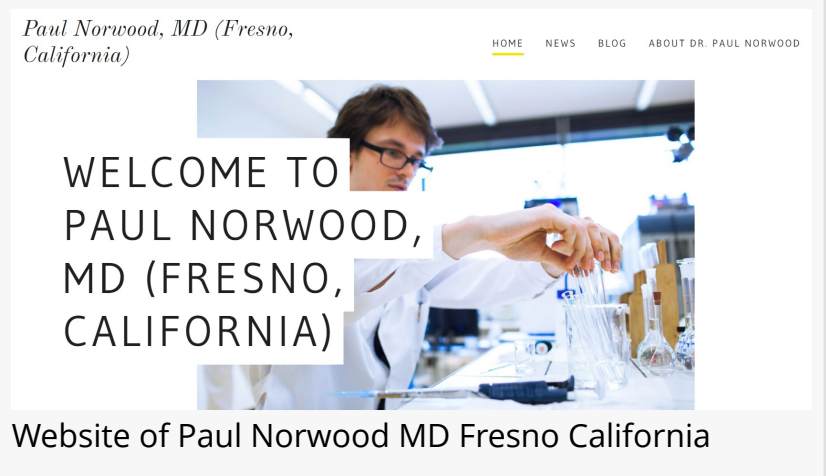 Paul Norwood, MD (Fresno,
California)
HOME NEWS BLOG ABOUT DR. PAUL NORWOOD
WELCOME TO
PAUL NORWOOD,
MD (FRESNO,
CALIFORNIA)
Website of Paul Norwood MD Fresno California